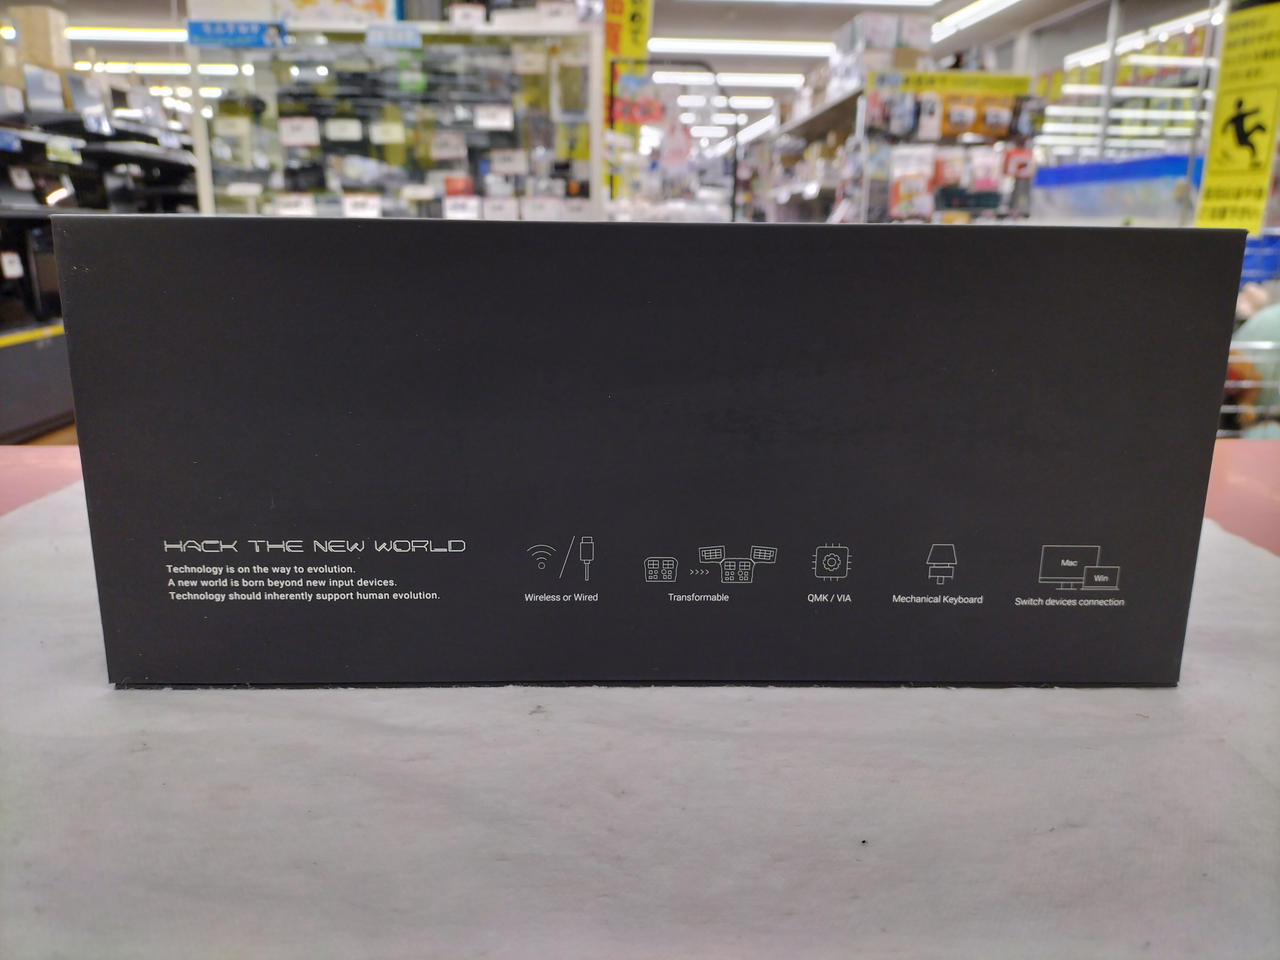 HACK THE NEW WORLD
Technology is on the way to evolution.
A new world is born beyond new input devices.
Technology should inherently support human evolution.
Wireless or Wired
Transformable
QMK / VIA
Mechanical Keyboard
Mac
Win
Switch devices connection